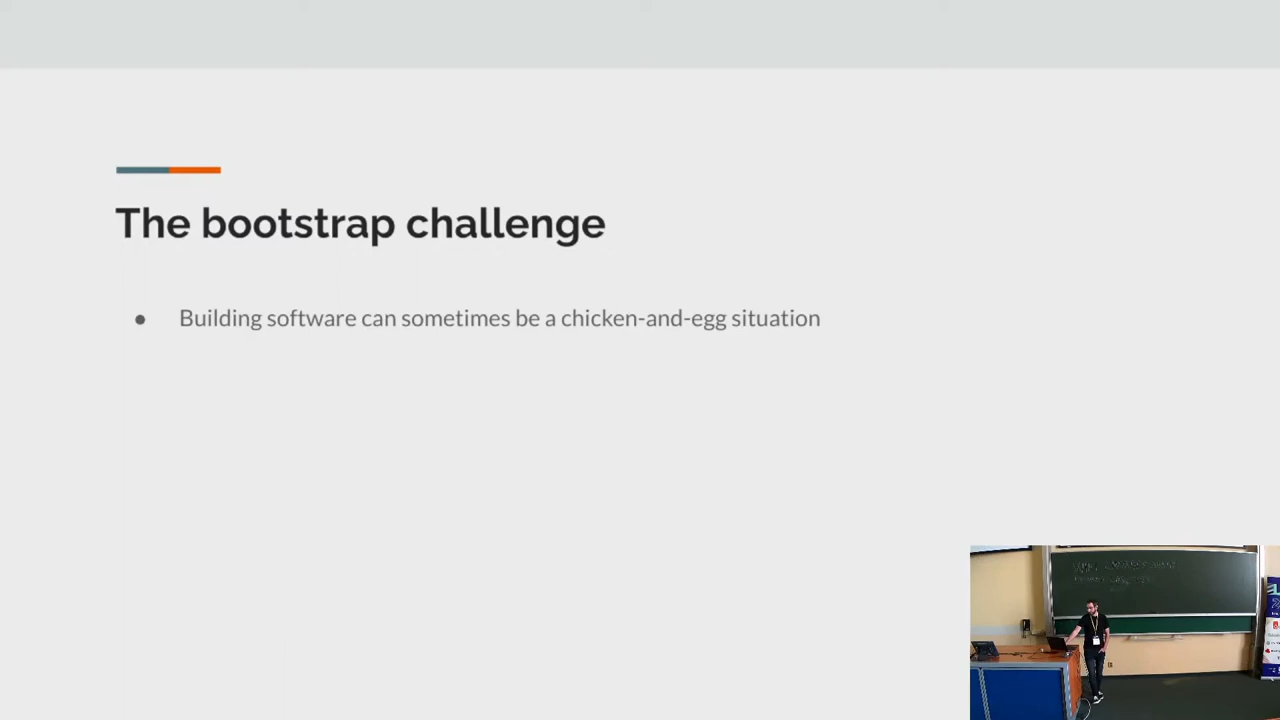 The bootstrap challenge
● Building software can sometimes be a chicken-and-egg situation